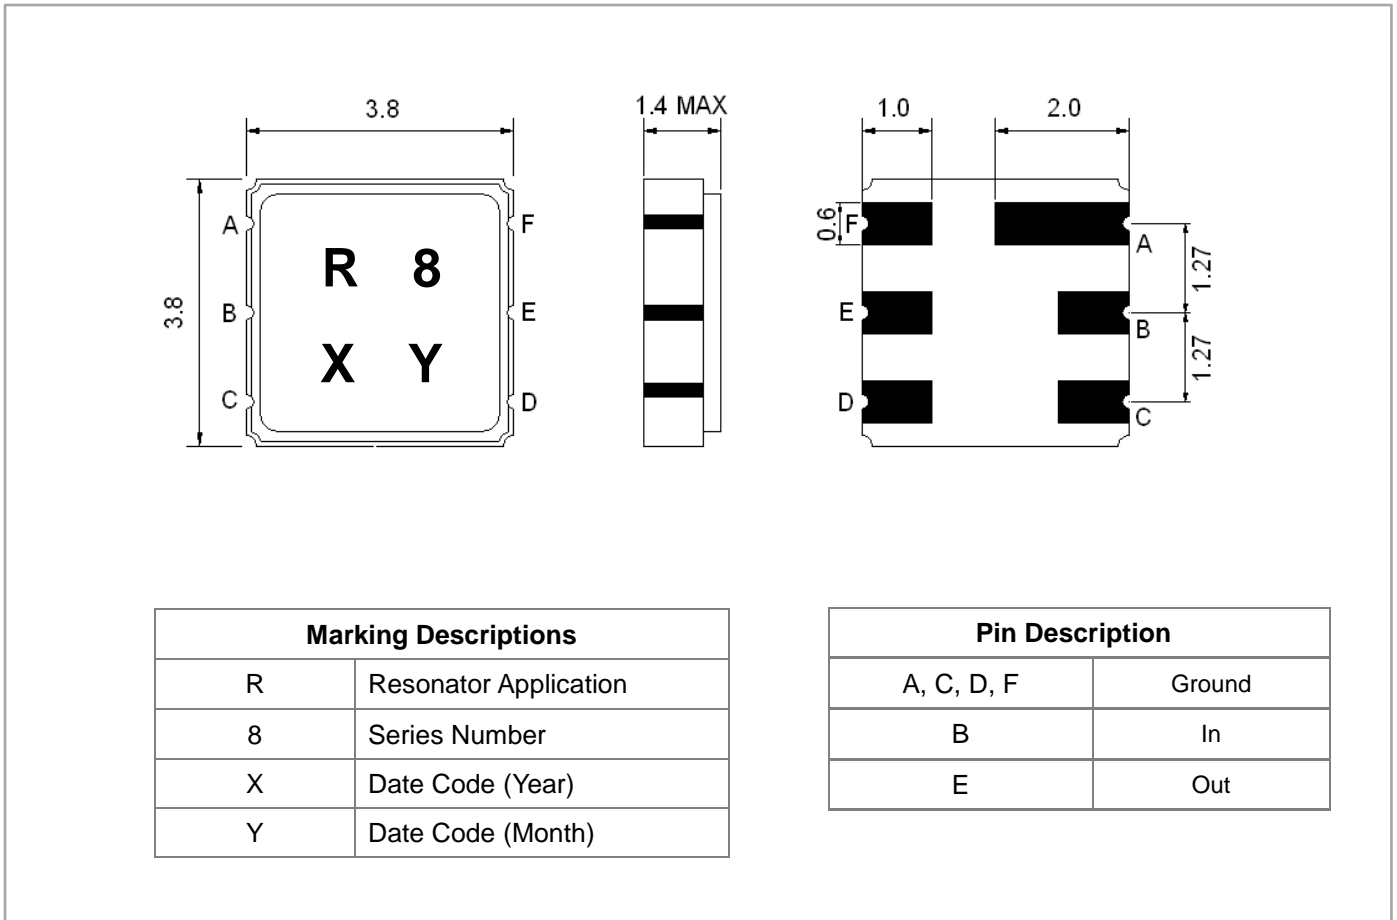 3.8
1.4 MAX
1.0
2.0
A
F
0.6
F
A
R 8
1.27
3.8
B
E
E
B
X Y
1.27
C
D
D
C
Marking Descriptions
R Resonator Application
8 Series Number
X Date Code (Year)
Y Date Code (Month)
Pin Description
A, C, D, F Ground
B In
E Out